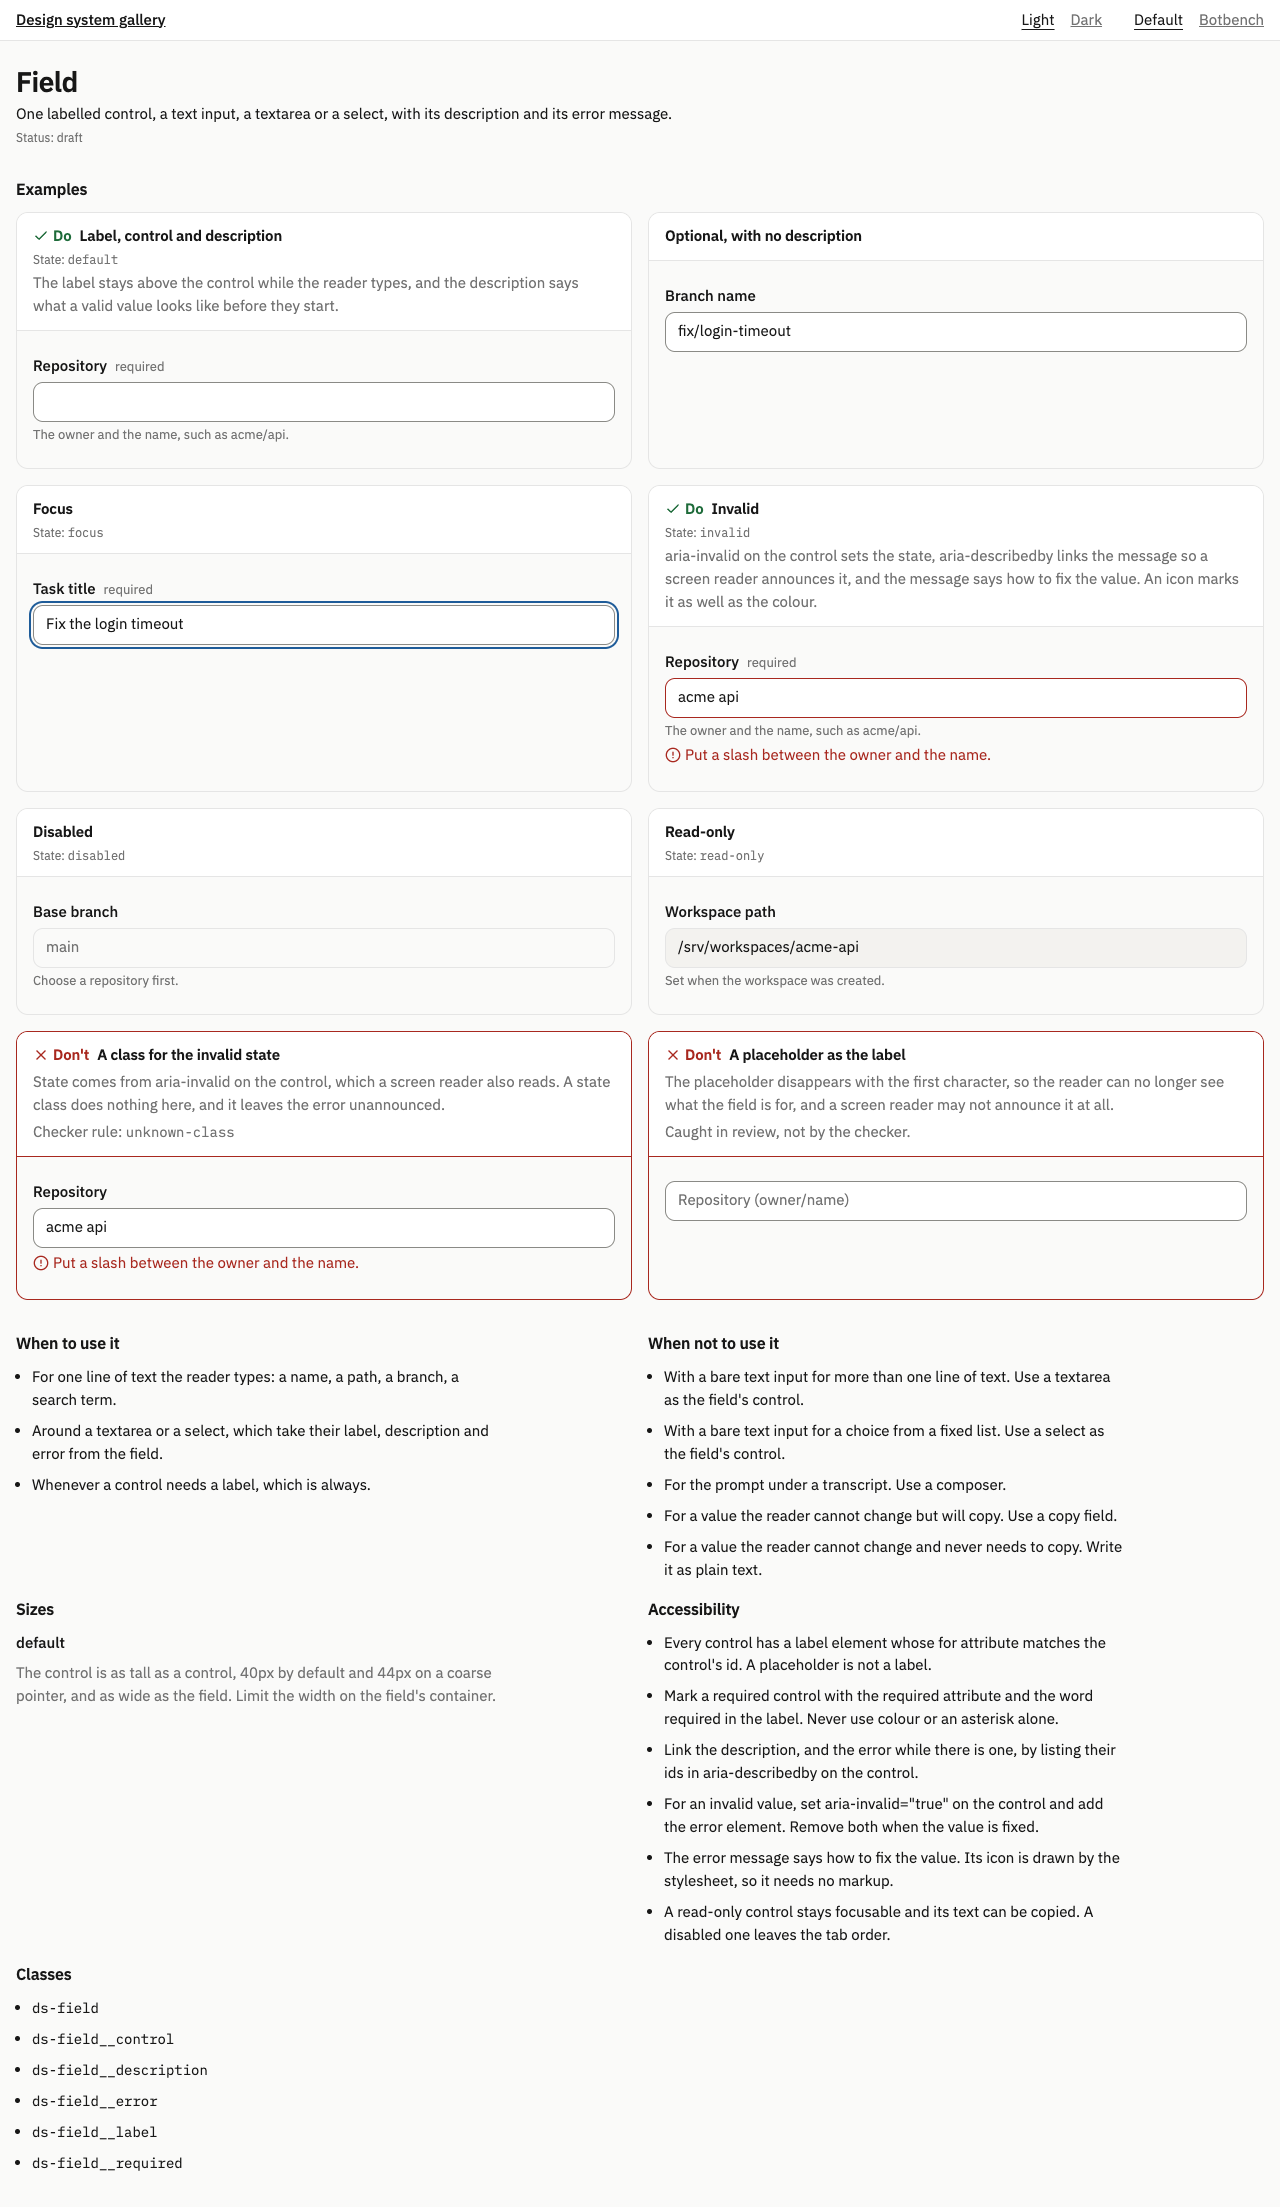 Design system gallery
Light Dark Default Botbench
Field
One labelled control, a text input, a textarea or a select, with its description and its error message.
Status: draft
Examples
Do Label, control and description
State: default
The label stays above the control while the reader types, and the description says
what a valid value looks like before they start.
Repository required
The owner and the name, such as acme/api.
Optional, with no description
Branch name
fix/login-timeout
Focus
State: focus
Task title required
Fix the login timeout
Do Invalid
State: invalid
aria-invalid on the control sets the state, aria-describedby links the message so a
screen reader announces it, and the message says how to fix the value. An icon marks
it as well as the colour.
Repository required
acme api
The owner and the name, such as acme/api.
Put a slash between the owner and the name.
Disabled
State: disabled
Base branch
main
Choose a repository first.
Read-only
State: read-only
Workspace path
/srv/workspaces/acme-api
Set when the workspace was created.
Don't A class for the invalid state
State comes from aria-invalid on the control, which a screen reader also reads. A state
class does nothing here, and it leaves the error unannounced.
Checker rule: unknown-class
Repository
acme api
Put a slash between the owner and the name.
Don't A placeholder as the label
The placeholder disappears with the first character, so the reader can no longer see
what the field is for, and a screen reader may not announce it at all.
Caught in review, not by the checker.
Repository (owner/name)
When to use it
For one line of text the reader types: a name, a path, a branch, a
search term.
Around a textarea or a select, which take their label, description and
error from the field.
Whenever a control needs a label, which is always.
When not to use it
With a bare text input for more than one line of text. Use a textarea
as the field's control.
With a bare text input for a choice from a fixed list. Use a select as
the field's control.
For the prompt under a transcript. Use a composer.
For a value the reader cannot change but will copy. Use a copy field.
For a value the reader cannot change and never needs to copy. Write
it as plain text.
Sizes
default
The control is as tall as a control, 40px by default and 44px on a coarse
pointer, and as wide as the field. Limit the width on the field's container.
Accessibility
Every control has a label element whose for attribute matches the
control's id. A placeholder is not a label.
Mark a required control with the required attribute and the word
required in the label. Never use colour or an asterisk alone.
Link the description, and the error while there is one, by listing their
ids in aria-describedby on the control.
For an invalid value, set aria-invalid="true" on the control and add
the error element. Remove both when the value is fixed.
The error message says how to fix the value. Its icon is drawn by the
stylesheet, so it needs no markup.
A read-only control stays focusable and its text can be copied. A
disabled one leaves the tab order.
Classes
ds-field
ds-field__control
ds-field__description
ds-field__error
ds-field__label
ds-field__required